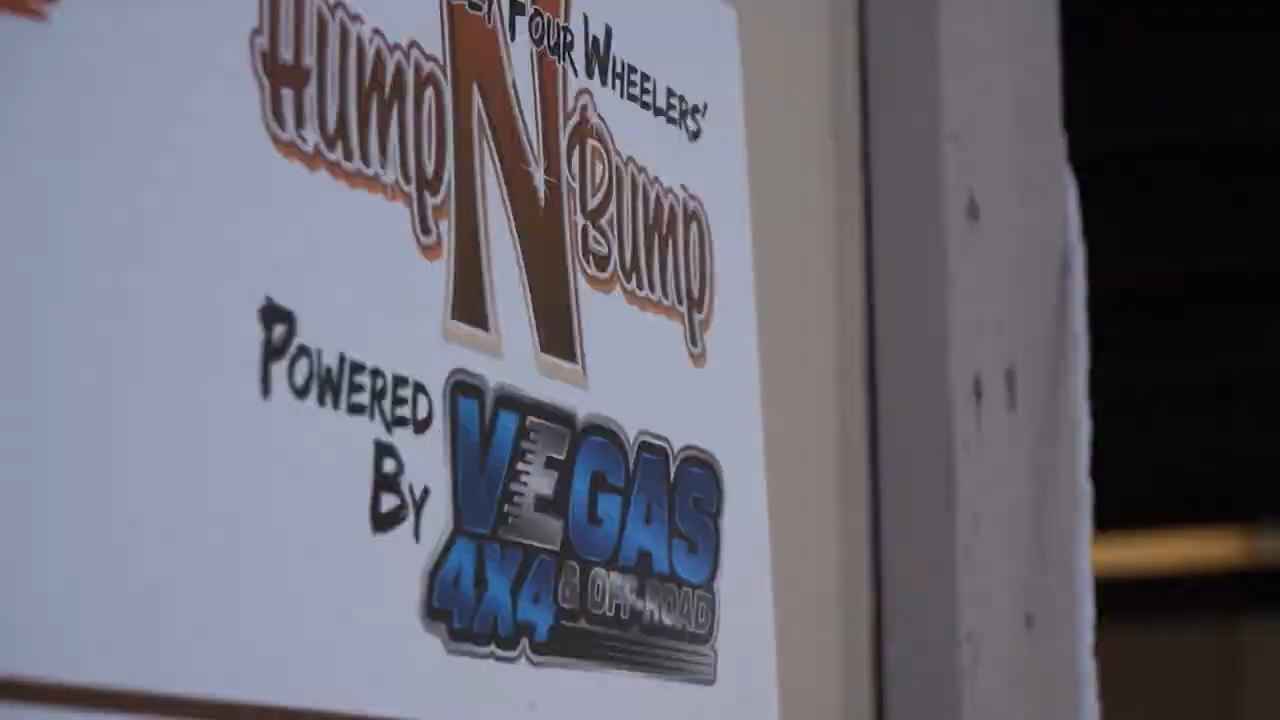 Four Wheelers'
Hump N Bump
Powered
By
VEGAS
4X4 & OFF-ROAD